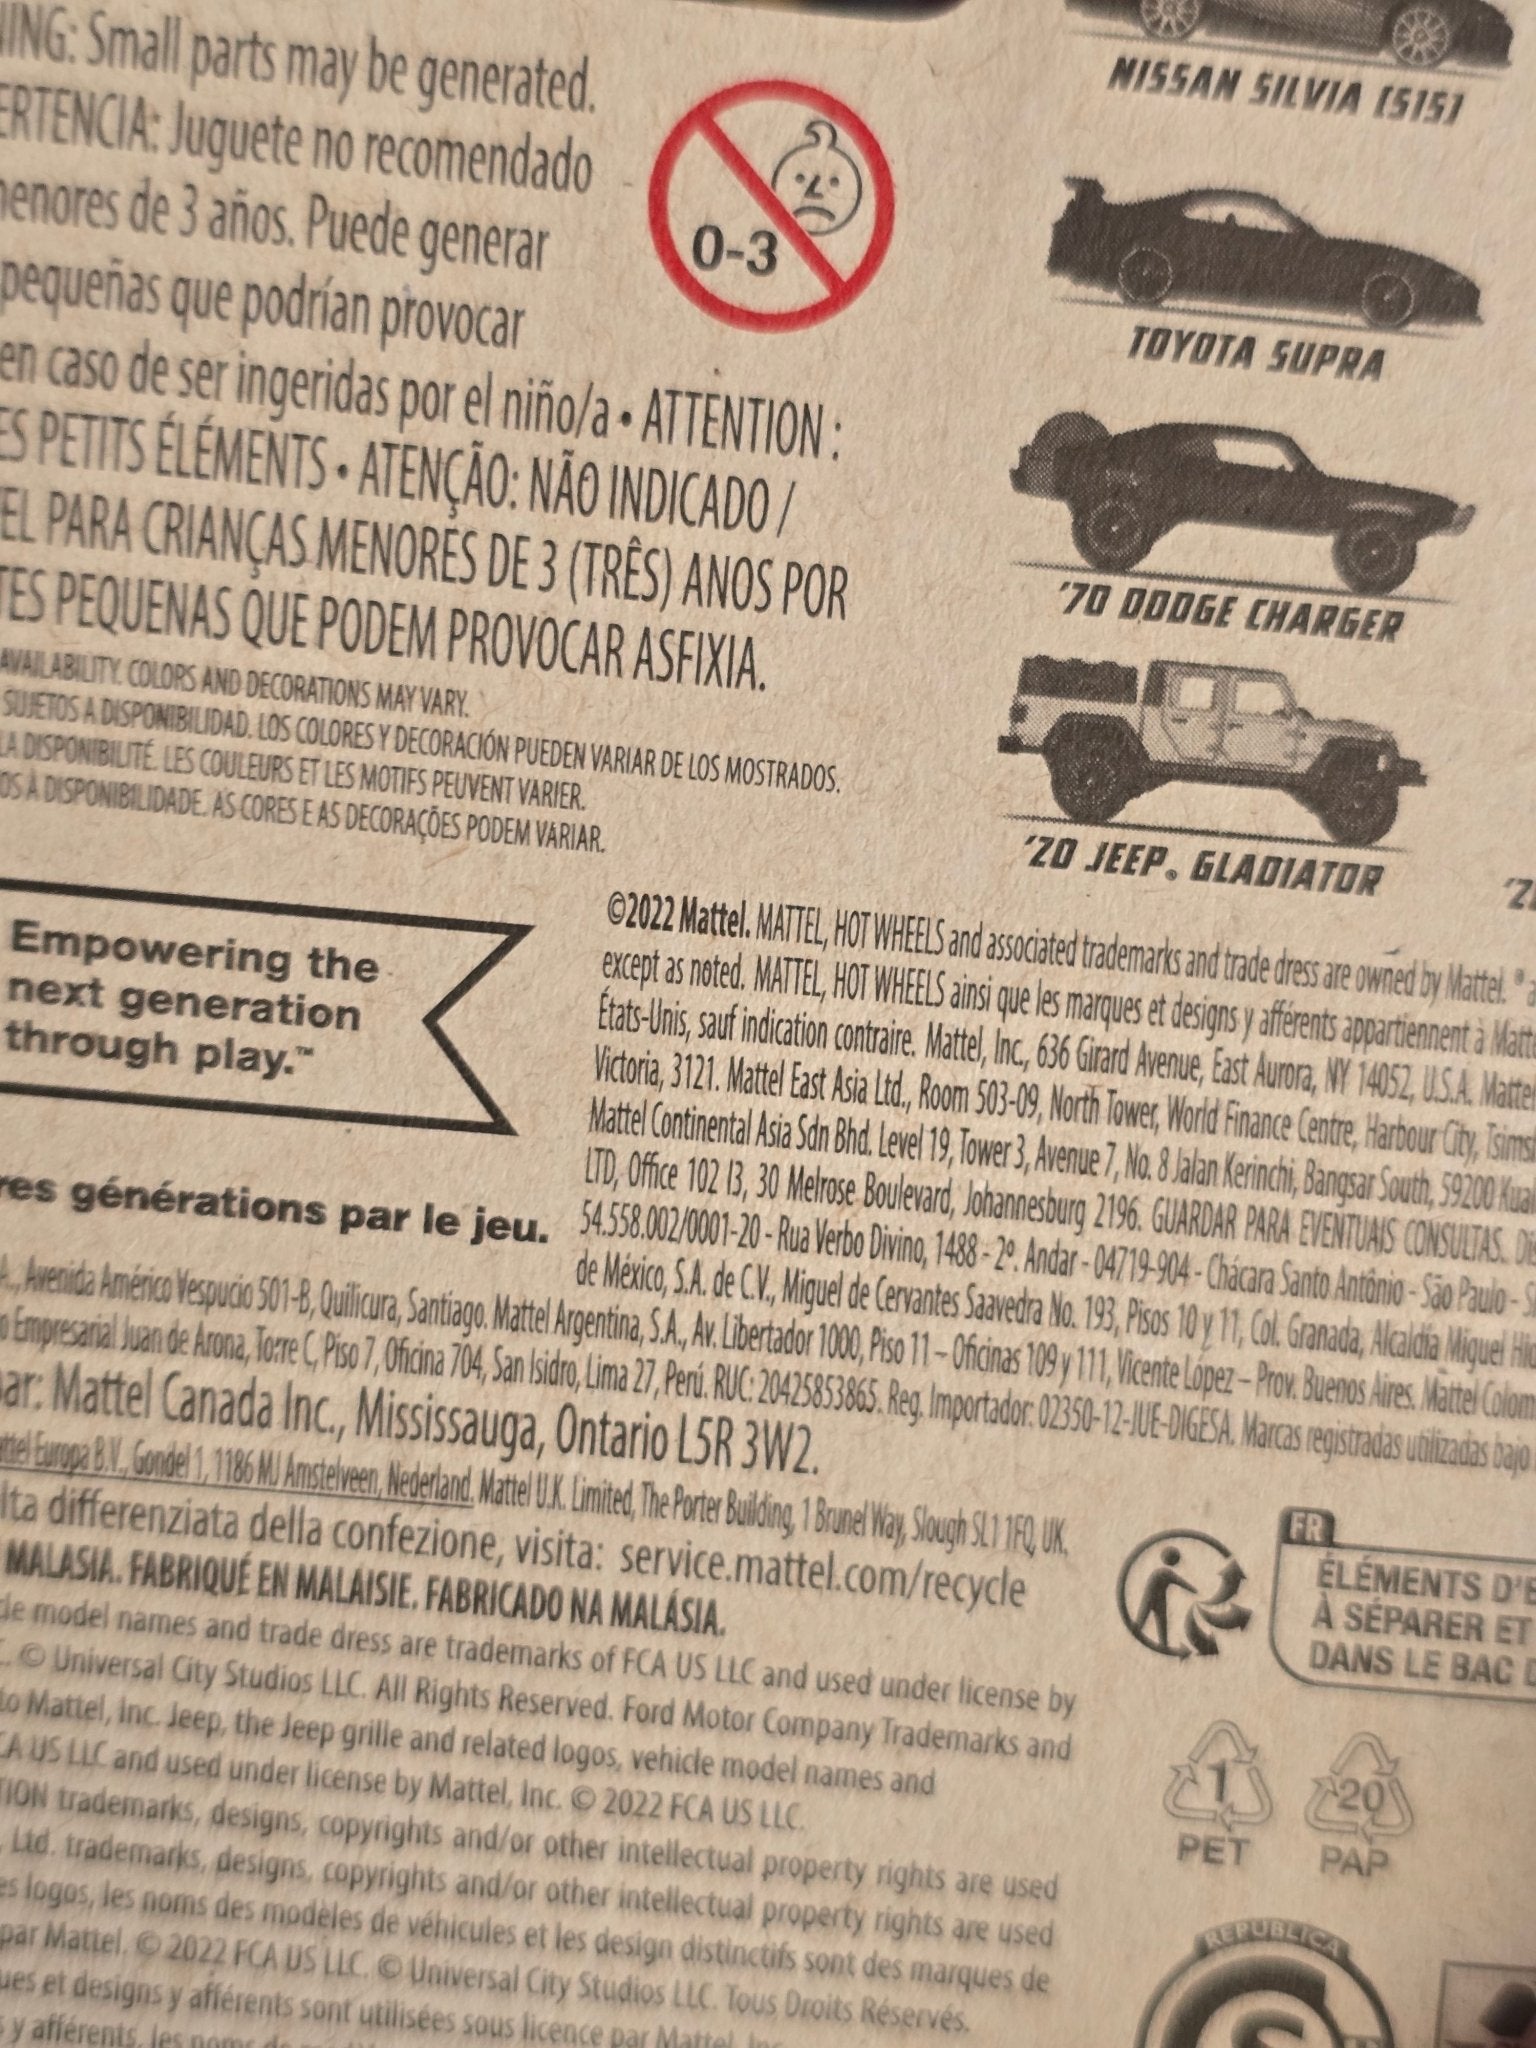 Small parts may be generated.
Juguete no recomendado
menores de 3 años. Puede generar
pequeñas que podrían provocar
en caso de ser ingeridas por el niño/a • ATTENTION :
PETITS ÉLÉMENTS • ATENÇÃO: NÃO INDICADO /
PARA CRIANÇAS MENORES DE 3 (TRÊS) ANOS POR
PEQUENAS QUE PODEM PROVOCAR ASFIXIA.
AVAILABILITY. COLORS AND DECORATIONS MAY VARY.
SUJETOS A DISPONIBILIDAD. LOS COLORES Y DECORACIÓN PUEDEN VARIAR DE LOS MOSTRADOS.
LA DISPONIBILITÉ. LES COULEURS ET LES MOTIFS PEUVENT VARIER.
À DISPONIBILIDADE. AS CORES E AS DECORAÇÕES PODEM VARIAR.
0-3
NISSAN SILVIA (S15)
TOYOTA SUPRA
'70 DODGE CHARGER
'20 JEEP® GLADIATOR
Empowering the
next generation
through play.™
générations par le jeu.
©2022 Mattel. MATTEL, HOT WHEELS and associated trademarks and trade dress are owned by Mattel. ®
except as noted. MATTEL, HOT WHEELS ainsi que les marques et designs y afférents appartiennent à
États-Unis, sauf indication contraire. Mattel, Inc., 636 Girard Avenue, East Aurora, NY 14052, U.S.A. Mattel
Victoria, 3121. Mattel East Asia Ltd., Room 503-09, North Tower, World Finance Centre, Harbour City,
Mattel Continental Asia Sdn Bhd. Level 19, Tower 3, Avenue 7, No. 8 Jalan Kerinchi, Bangsar South, 59200
LTD, Office 102 I3, 30 Melrose Boulevard, Johannesburg 2196. GUARDAR PARA EVENTUAIS CONSULTAS.
54.558.002/0001-20 - Rua Verbo Divino, 1488 - 2º. Andar - 04719-904 - Chácara Santo Antônio - São Paulo -
de México, S.A. de C.V., Miguel de Cervantes Saavedra No. 193, Pisos 10 y 11, Col. Granada, Alcaldía Miguel
Avenida Américo Vespucio 501-B, Quilicura, Santiago. Mattel Argentina, S.A., Av. Libertador 1000, Piso 11 – Oficinas 109 y 111, Vicente López – Prov. Buenos Aires. Mattel
Empresarial Juan de Arona, Torre C, Piso 7, Oficina 704, San Isidro, Lima 27, Perú. RUC: 20425853865. Reg. Importador: 02350-12-JUE-DIGESA. Marcas registradas utilizadas bajo
Mattel Canada Inc., Mississauga, Ontario L5R 3W2.
Europa B.V., Gondel 1, 1186 MJ Amstelveen, Nederland. Mattel U.K. Limited, The Porter Building, 1 Brunel Way, Slough SL1 1FQ, UK.
differenziata della confezione, visita: service.mattel.com/recycle
MALASIA. FABRIQUÉ EN MALAISIE. FABRICADO NA MALÁSIA.
model names and trade dress are trademarks of FCA US LLC and used under license by
© Universal City Studios LLC. All Rights Reserved. Ford Motor Company Trademarks and
to Mattel, Inc. Jeep, the Jeep grille and related logos, vehicle model names and
US LLC and used under license by Mattel, Inc. © 2022 FCA US LLC.
trademarks, designs, copyrights and/or other intellectual property rights are used
Ltd. trademarks, designs, copyrights and/or other intellectual property rights are used
logos, les noms des modèles de véhicules et les design distinctifs sont des marques de
par Mattel. © 2022 FCA US LLC. © Universal City Studios LLC. Tous Droits Réservés.
et designs y afférents sont utilisées sous licence par Mattel, Inc.
y afférents, les noms
FR
ÉLÉMENTS
À SÉPARER ET
DANS LE BAC
1
PET
20
PAP
REPUBLICA
S